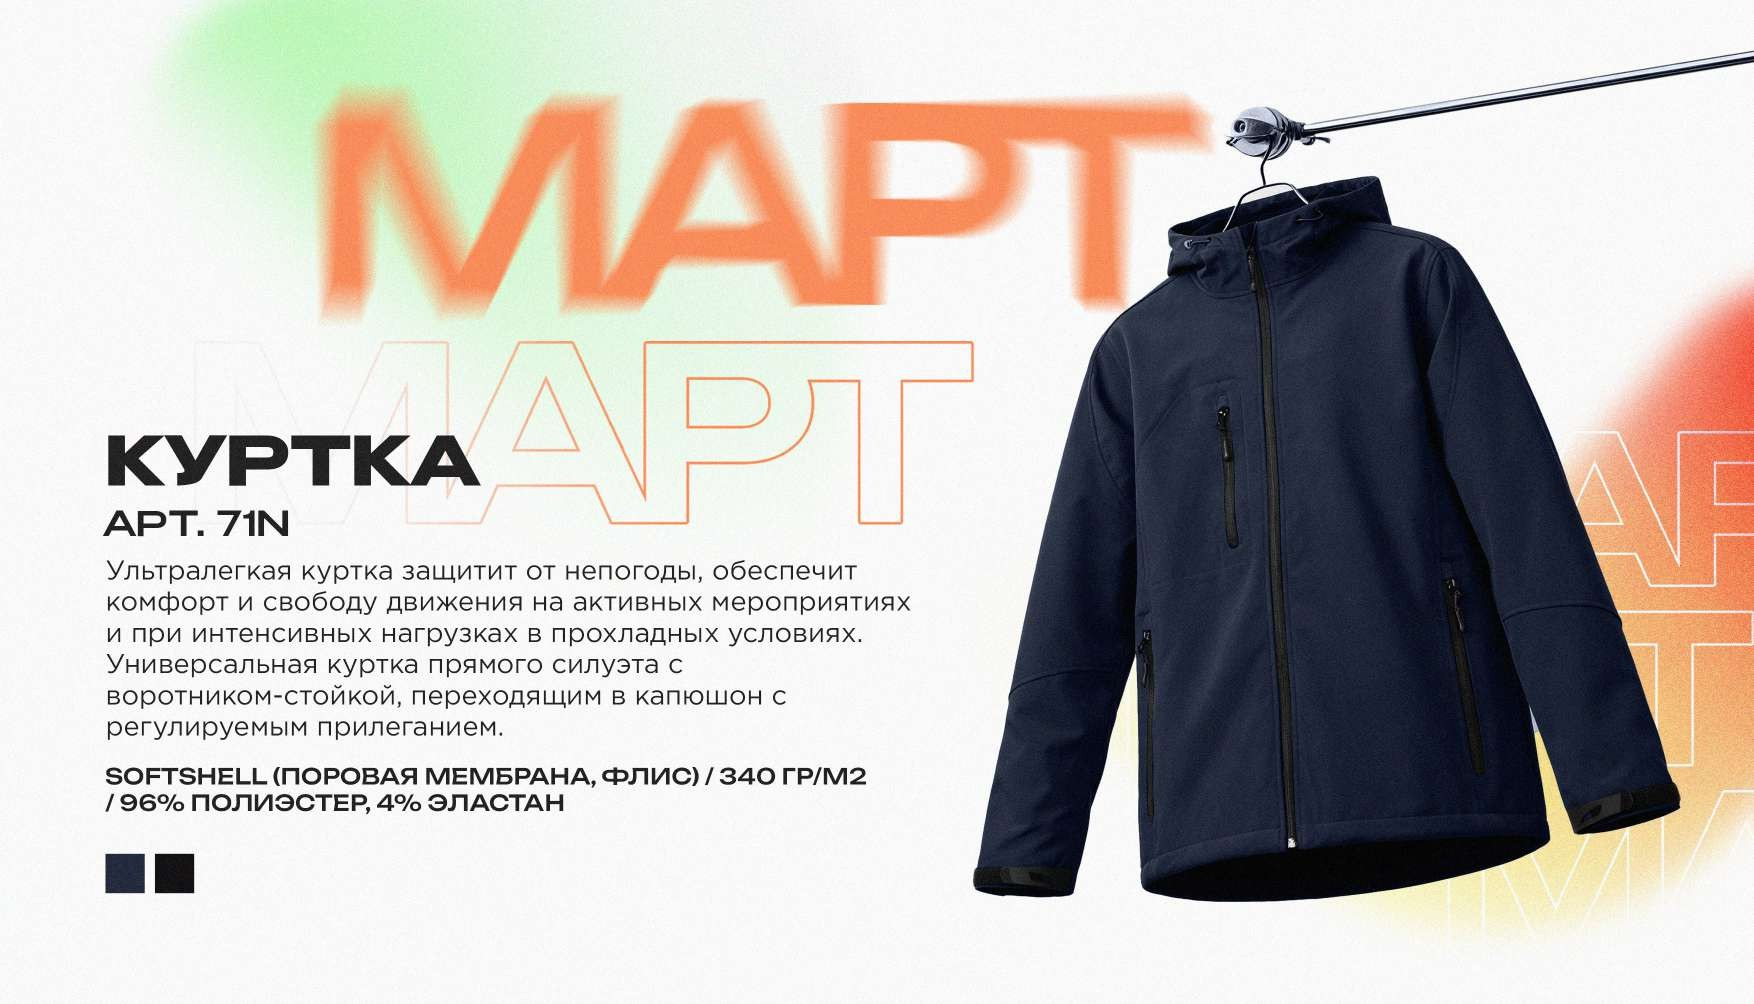 МАРТ
МАРТ
КУРТКА
АРТ. 71N
Ультралегкая куртка защитит от непогоды, обеспечит
комфорт и свободу движения на активных мероприятиях
и при интенсивных нагрузках в прохладных условиях.
Универсальная куртка прямого силуэта с
воротником-стойкой, переходящим в капюшон с
регулируемым прилеганием.
SOFTSHELL (ПОРОВАЯ МЕМБРАНА, ФЛИС) / 340 ГР/М2
/ 96% ПОЛИЭСТЕР, 4% ЭЛАСТАН